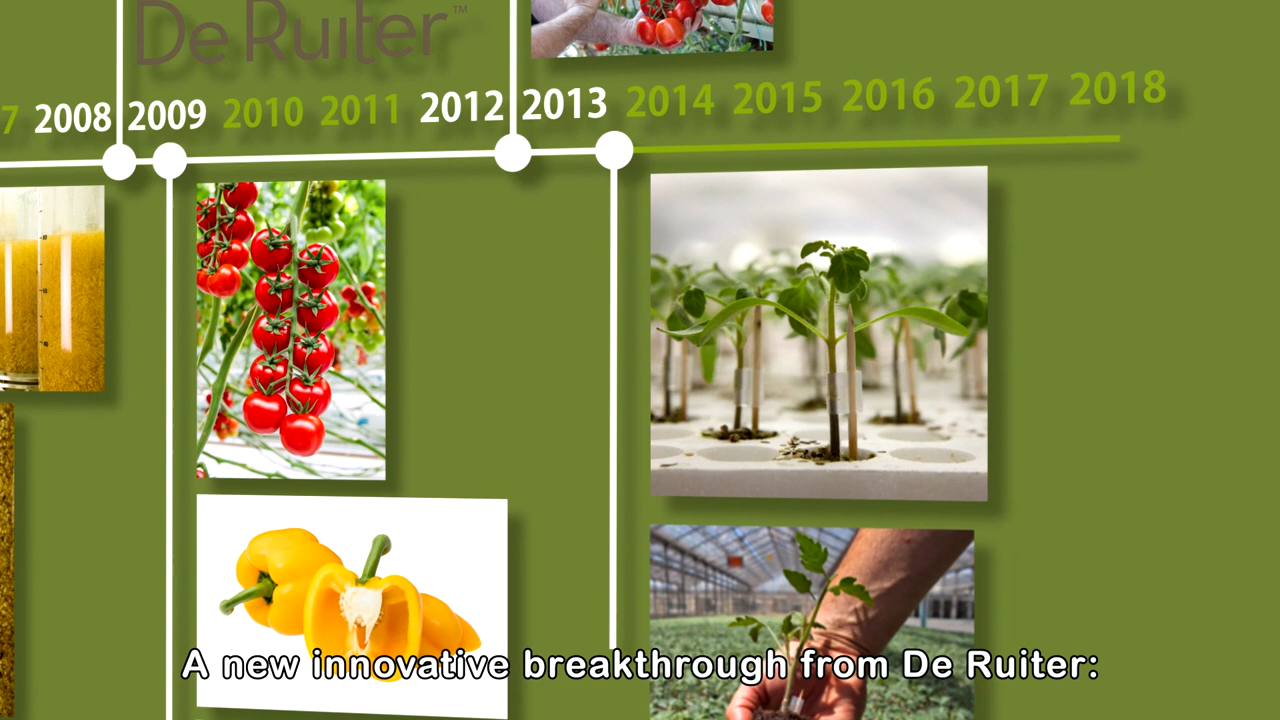 De Ruiter™
7 2008 2009 2010 2011 2012 2013 2014 2015 2016 2017 2018
A new innovative breakthrough from De Ruiter: